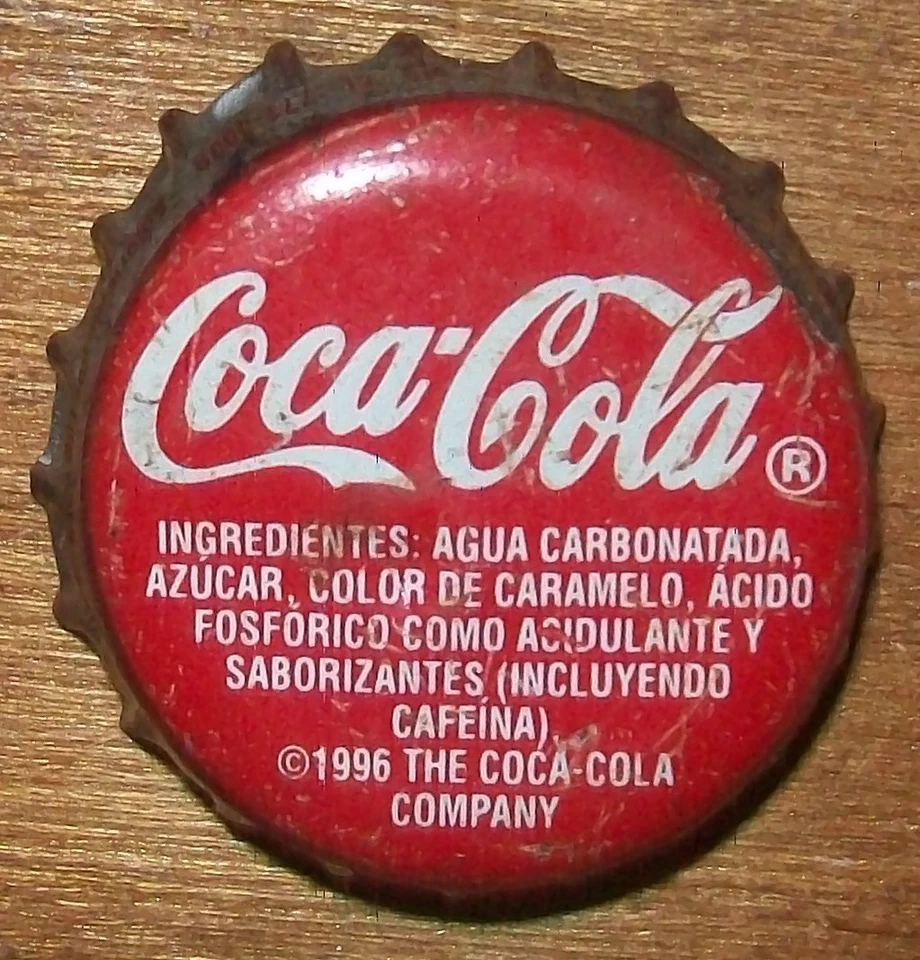 Coca-Cola®
INGREDIENTES: AGUA CARBONATADA,
AZÚCAR, COLOR DE CARAMELO, ÁCIDO
FOSFÓRICO COMO ACIDULANTE Y
SABORIZANTES (INCLUYENDO
CAFEÍNA).
©1996 THE COCA-COLA
COMPANY